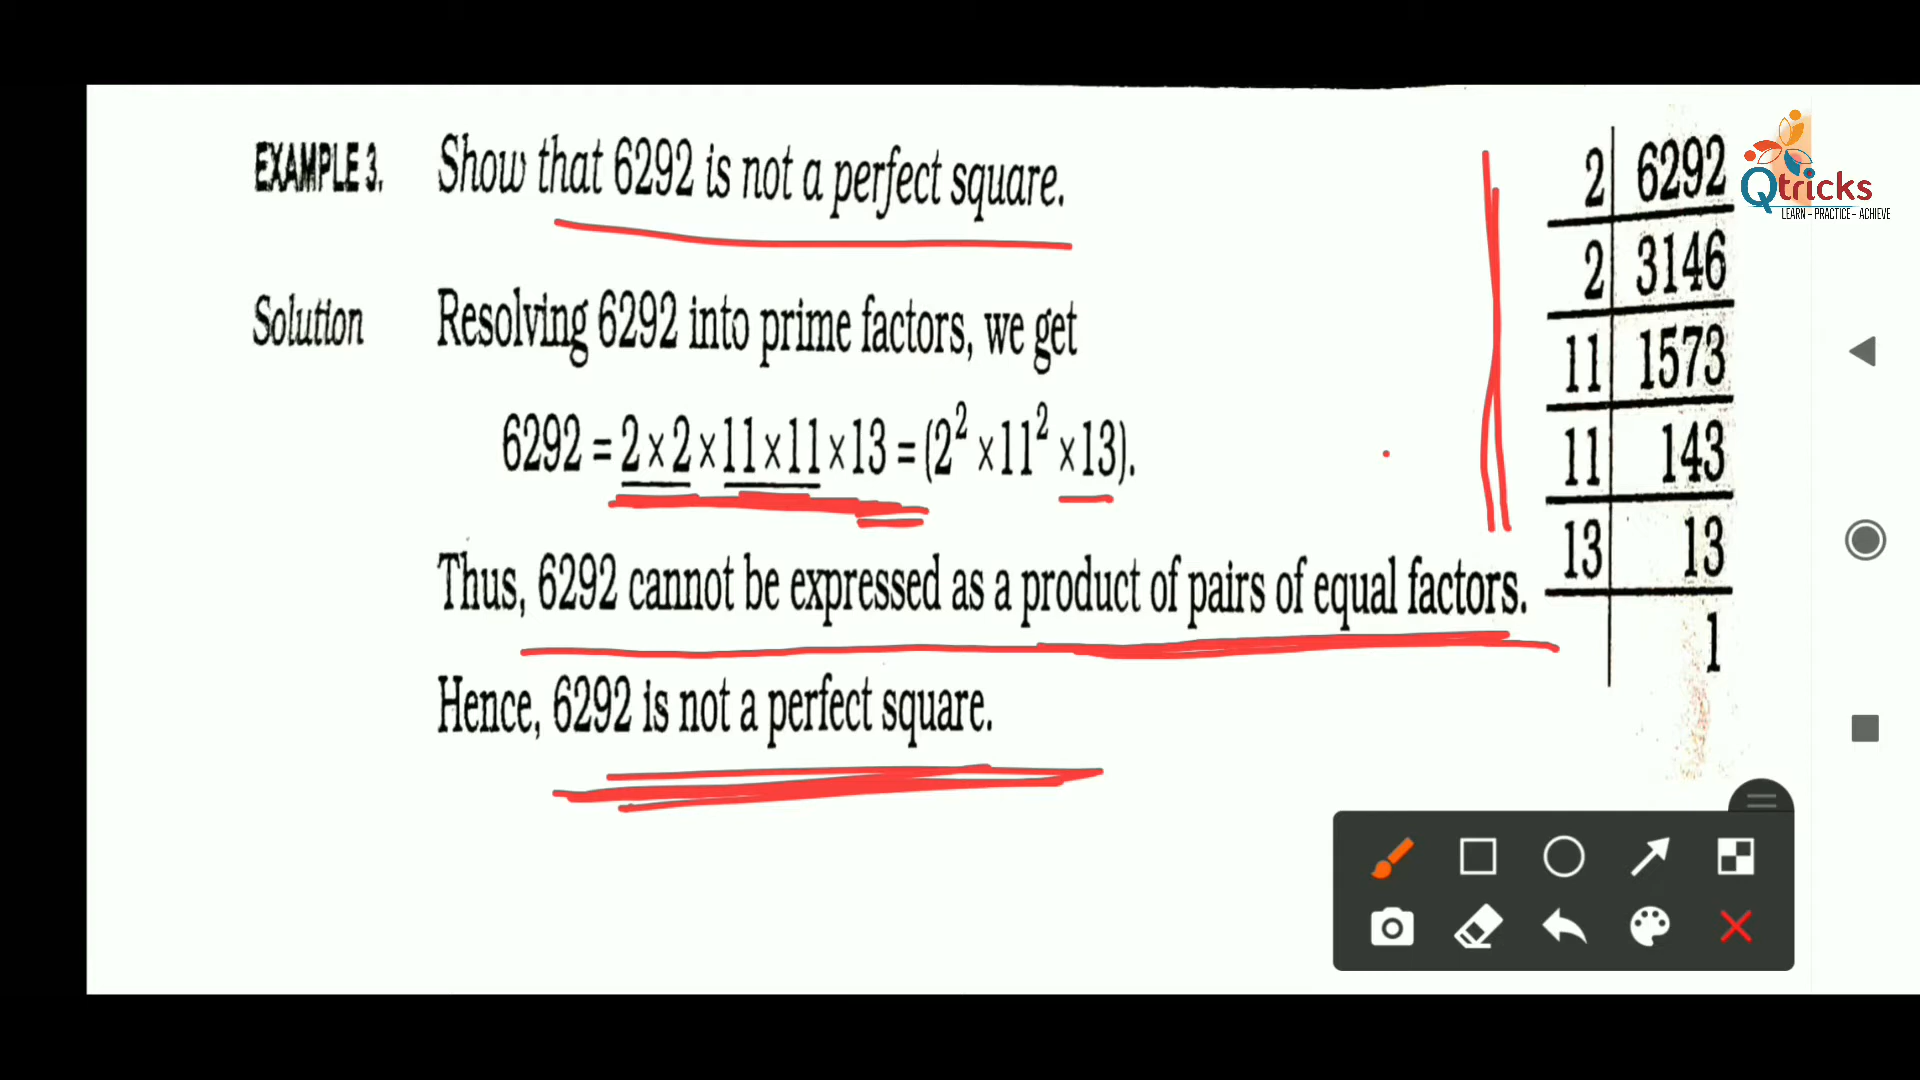 EXAMPLE 3. Show that 6292 is not a perfect square.
Solution Resolving 6292 into prime factors, we get
6292 = 2 × 2 × 11 × 11 × 13 = (2² × 11² × 13).
Thus, 6292 cannot be expressed as a product of pairs of equal factors.
Hence, 6292 is not a perfect square.
2 6292
2 3146
11 1573
11 143
13 13
1
Qtricks
LEARN – PRACTICE – ACHIEVE